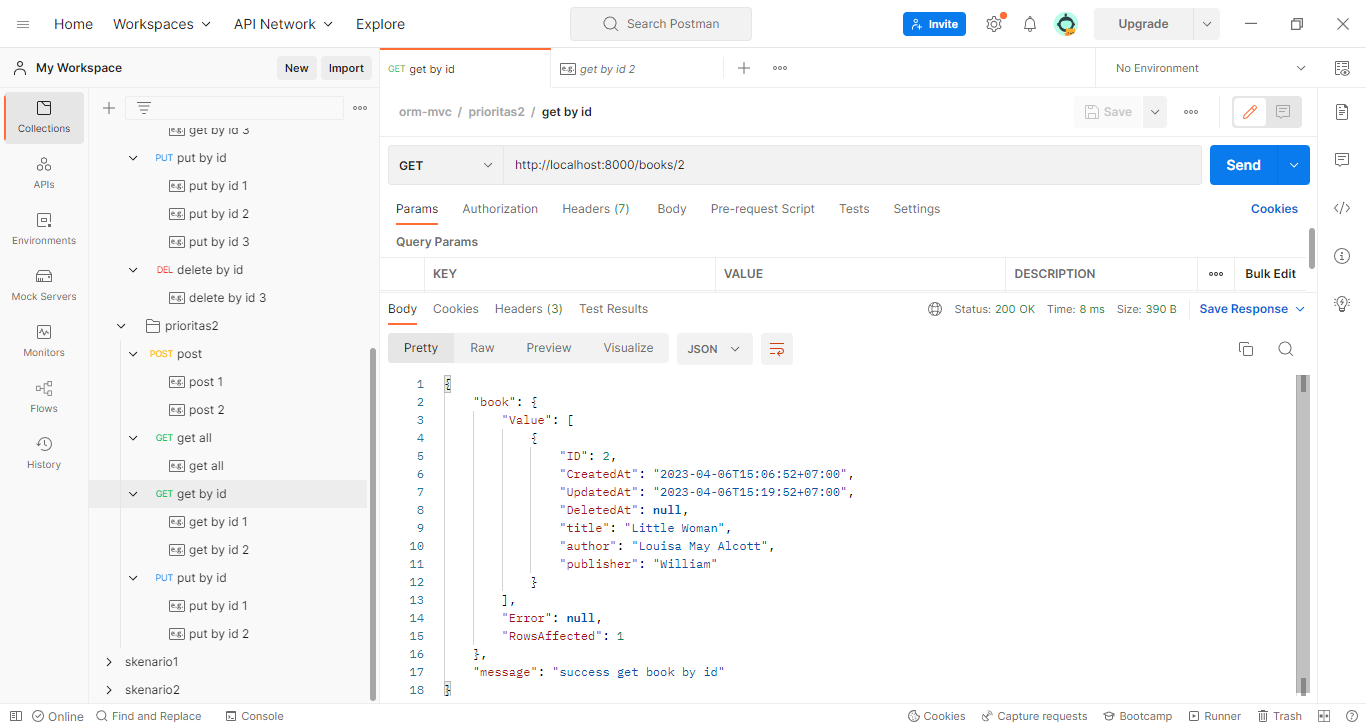 Home Workspaces API Network Explore Search Postman Invite Upgrade
My Workspace New Import GET get by id e.g. get by id 2 No Environment
Collections
APIs
Environments
Mock Servers
Monitors
Flows
History
e.g. get by id 3
PUT put by id
e.g. put by id 1
e.g. put by id 2
e.g. put by id 3
DEL delete by id
e.g. delete by id 3
prioritas2
POST post
e.g. post 1
e.g. post 2
GET get all
e.g. get all
GET get by id
e.g. get by id 1
e.g. get by id 2
PUT put by id
e.g. put by id 1
e.g. put by id 2
skenario1
skenario2
orm-mvc / prioritas2 / get by id Save
GET http://localhost:8000/books/2 Send
Params Authorization Headers (7) Body Pre-request Script Tests Settings Cookies
Query Params
KEY VALUE DESCRIPTION Bulk Edit
Body Cookies Headers (3) Test Results Status: 200 OK Time: 8 ms Size: 390 B Save Response
Pretty Raw Preview Visualize JSON
1 {
2 "book": {
3 "Value": [
4 {
5 "ID": 2,
6 "CreatedAt": "2023-04-06T15:06:52+07:00",
7 "UpdatedAt": "2023-04-06T15:19:52+07:00",
8 "DeletedAt": null,
9 "title": "Little Woman",
10 "author": "Louisa May Alcott",
11 "publisher": "William"
12 }
13 ],
14 "Error": null,
15 "RowsAffected": 1
16 },
17 "message": "success get book by id"
18 }
Online Find and Replace Console Cookies Capture requests Bootcamp Runner Trash